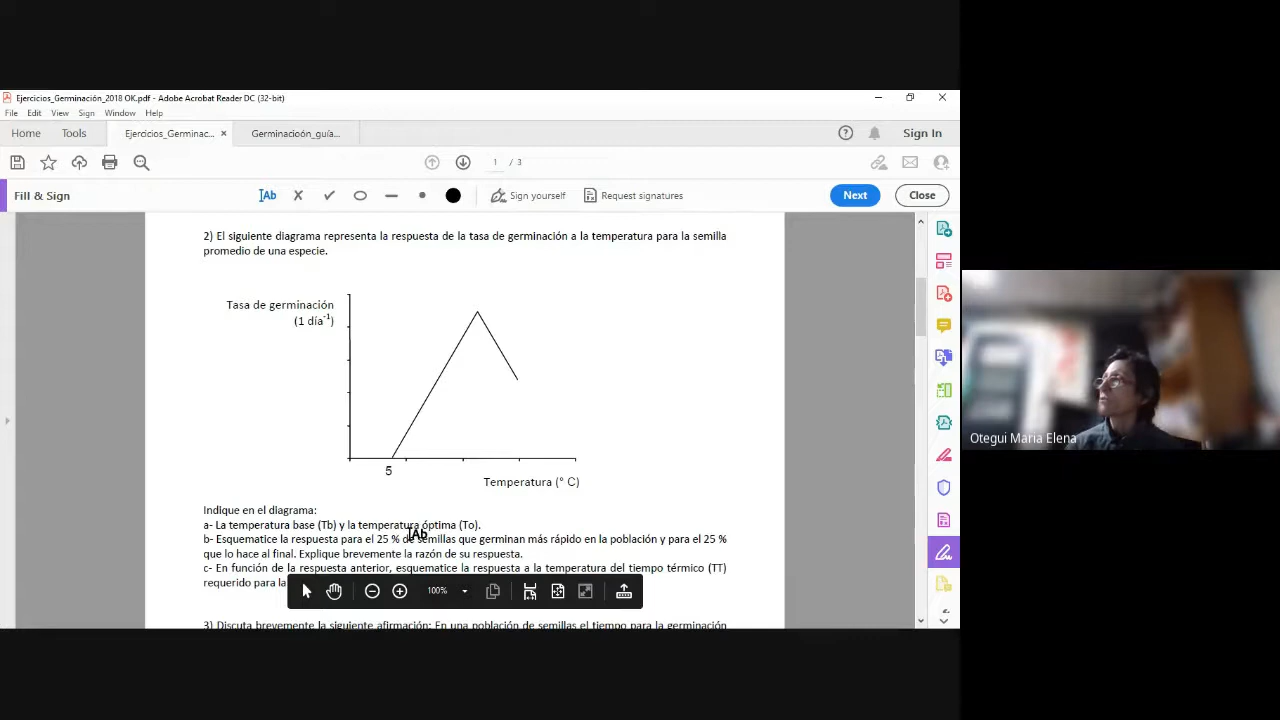 Ejercicios_Germinación_2018 OK.pdf - Adobe Acrobat Reader DC (32-bit)
File Edit View Sign Window Help
Home Tools Ejercicios_Germinac... × Germinacioón_guía... Sign In
1 / 3
Fill & Sign Ab Sign yourself Request signatures Next Close
2) El siguiente diagrama representa la respuesta de la tasa de germinación a la temperatura para la semilla
promedio de una especie.
Tasa de germinación
(1 día-1)
5
Temperatura (° C)
Indique en el diagrama:
a- La temperatura base (Tb) y la temperatura óptima (To).
b- Esquematice la respuesta para el 25 % de semillas que germinan más rápido en la población y para el 25 %
que lo hace al final. Explique brevemente la razón de su respuesta.
c- En función de la respuesta anterior, esquematice la respuesta a la temperatura del tiempo térmico (TT)
requerido para la
100%
3) Discuta brevemente la siguiente afirmación: En una población de semillas el tiempo para la germinación
Otegui Maria Elena